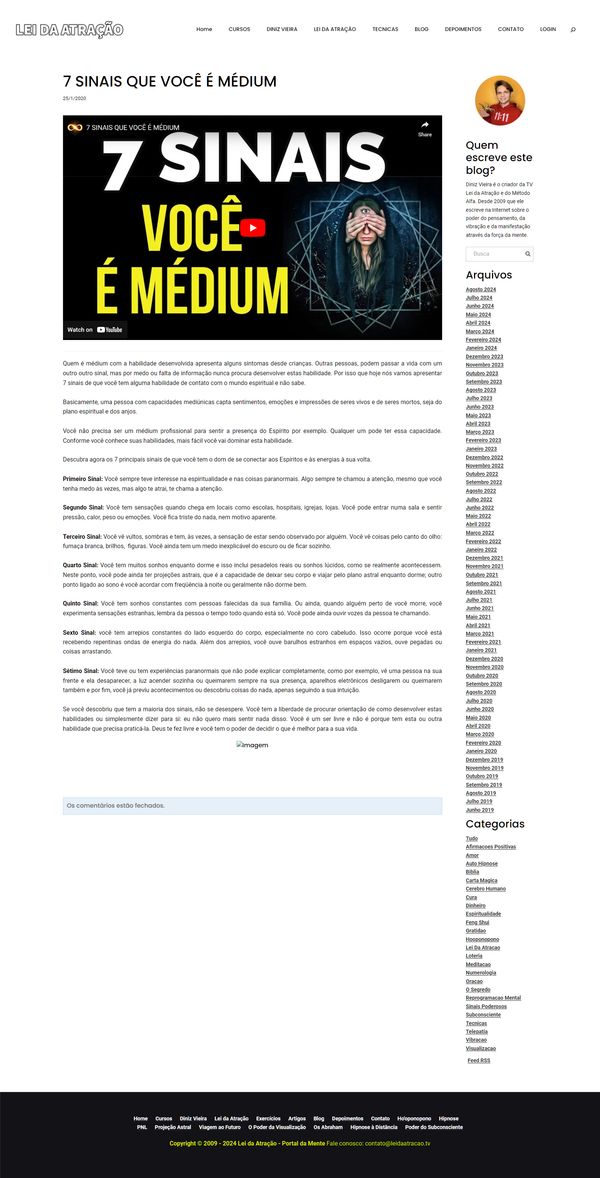 LEI DA ATRAÇÃO
Home CURSOS DINIZ VIEIRA LEI DA ATRAÇÃO TECNICAS BLOG DEPOIMENTOS CONTATO LOGIN
7 SINAIS QUE VOCÊ É MÉDIUM
25/1/2020
7 SINAIS QUE VOCÊ É MÉDIUM
Share
7 SINAIS
VOCÊ
É MÉDIUM
Watch on YouTube
Quem é médium com a habilidade desenvolvida apresenta alguns sintomas desde crianças. Outras pessoas, podem passar a vida com um
outro outro sinal, mas por medo ou falta de informação nunca procura desenvolver estas habilidade. Por isso que hoje nós vamos apresentar
7 sinais de que você tem alguma habilidade de contato com o mundo espiritual e não sabe.
Basicamente, uma pessoa com capacidades mediúnicas capta sentimentos, emoções e impressões de seres vivos e de seres mortos, seja do
plano espiritual e dos anjos.
Você não precisa ser um médium profissional para sentir a presença do Espírito por exemplo. Qualquer um pode ter essa capacidade.
Conforme você conhece suas habilidades, mais fácil você vai dominar esta habilidade.
Descubra agora os 7 principais sinais de que você tem o dom de se conectar aos Espíritos e às energias à sua volta.
Primeiro Sinal: Você sempre teve interesse na espiritualidade e nas coisas paranormais. Algo sempre te chamou a atenção, mesmo que você
tenha medo às vezes, mas algo te atrai, te chama a atenção.
Segundo Sinal: Você tem sensações quando chega em locais como escolas, hospitais, igrejas, lojas. Você pode entrar numa sala e sentir
pressão, calor, peso ou emoções. Você fica triste do nada, nem motivo aparente.
Terceiro Sinal: Você vê vultos, sombras e tem, às vezes, a sensação de estar sendo observado por alguém. Você vê coisas pelo canto do olho:
fumaça branca, brilhos, figuras. Você ainda tem um medo inexplicável do escuro ou de ficar sozinho.
Quarto Sinal: Você tem muitos sonhos enquanto dorme e isso inclui pesadelos reais ou sonhos lúcidos, como se realmente acontecessem.
Neste ponto, você pode ainda ter projeções astrais, que é a capacidade de deixar seu corpo e viajar pelo plano astral enquanto dorme; outro
ponto ligado ao sono é você acordar com freqüência à noite ou geralmente não dorme bem.
Quinto Sinal: Você tem sonhos constantes com pessoas falecidas da sua família. Ou ainda, quando alguém perto de você morre, você
experimenta sensações estranhas, lembra da pessoa o tempo todo quando está só. Você pode ainda ouvir vozes da pessoa te chamando.
Sexto Sinal: você tem arrepios constantes do lado esquerdo do corpo, especialmente no coro cabeludo. Isso ocorre porque você está
recebendo repentinas ondas de energia do nada. Além dos arrepios, você ouve barulhos estranhos em espaços vazios, ouve pegadas ou
coisas arrastando.
Sétimo Sinal: Você teve ou tem experiências paranormais que não pode explicar completamente, como por exemplo, vê uma pessoa na sua
frente e ela desaparecer, a luz acender sozinha ou queimarem sempre na sua presença, aparelhos eletrônicos desligarem ou queimarem
também e por fim, você já previu acontecimentos ou descobriu coisas do nada, apenas seguindo a sua intuição.
Se você descobriu que tem a maioria dos sinais, não se desespere. Você tem a liberdade de procurar orientação de como desenvolver estas
habilidades ou simplesmente dizer para si: eu não quero mais sentir nada disso. Você é um ser livre e não é porque tem esta ou outra
habilidade que precisa praticá-la. Deus te fez livre e você tem o poder de decidir o que é melhor para a sua vida.
Imagem
Os comentários estão fechados.
11:11
Quem
escreve este
blog?
Diniz Vieira é o criador da TV
Lei da Atração e do Método
Alfa. Desde 2009 que ele
escreve na Internet sobre o
poder do pensamento, da
vibração e da manifestação
através da força da mente.
Busca
Arquivos
Agosto 2024
Julho 2024
Junho 2024
Maio 2024
Abril 2024
Março 2024
Fevereiro 2024
Janeiro 2024
Dezembro 2023
Novembro 2023
Outubro 2023
Setembro 2023
Agosto 2023
Julho 2023
Junho 2023
Maio 2023
Abril 2023
Março 2023
Fevereiro 2023
Janeiro 2023
Dezembro 2022
Novembro 2022
Outubro 2022
Setembro 2022
Agosto 2022
Julho 2022
Junho 2022
Maio 2022
Abril 2022
Março 2022
Fevereiro 2022
Janeiro 2022
Dezembro 2021
Novembro 2021
Outubro 2021
Setembro 2021
Agosto 2021
Julho 2021
Junho 2021
Maio 2021
Abril 2021
Março 2021
Fevereiro 2021
Janeiro 2021
Dezembro 2020
Novembro 2020
Outubro 2020
Setembro 2020
Agosto 2020
Julho 2020
Junho 2020
Maio 2020
Abril 2020
Março 2020
Fevereiro 2020
Janeiro 2020
Dezembro 2019
Novembro 2019
Outubro 2019
Setembro 2019
Agosto 2019
Julho 2019
Junho 2019
Categorias
Tudo
Afirmacoes Positivas
Amor
Auto Hipnose
Biblia
Carta Magica
Cerebro Humano
Cura
Dinheiro
Espiritualidade
Feng Shui
Gratidao
Hooponopono
Lei Da Atracao
Loteria
Meditacao
Numerologia
Oracao
O Segredo
Reprogramacao Mental
Sinais Poderosos
Subconsciente
Tecnicas
Telepatia
Vibracao
Visualizacao
Feed RSS
Home Cursos Diniz Vieira Lei da Atração Exercícios Artigos Blog Depoimentos Contato Ho'oponopono Hipnose
PNL Projeção Astral Viagem ao Futuro O Poder da Visualização Os Abraham Hipnose à Distância Poder do Subconsciente
Copyright © 2009 - 2024 Lei da Atração - Portal da Mente Fale conosco: contato@leidaatracao.tv